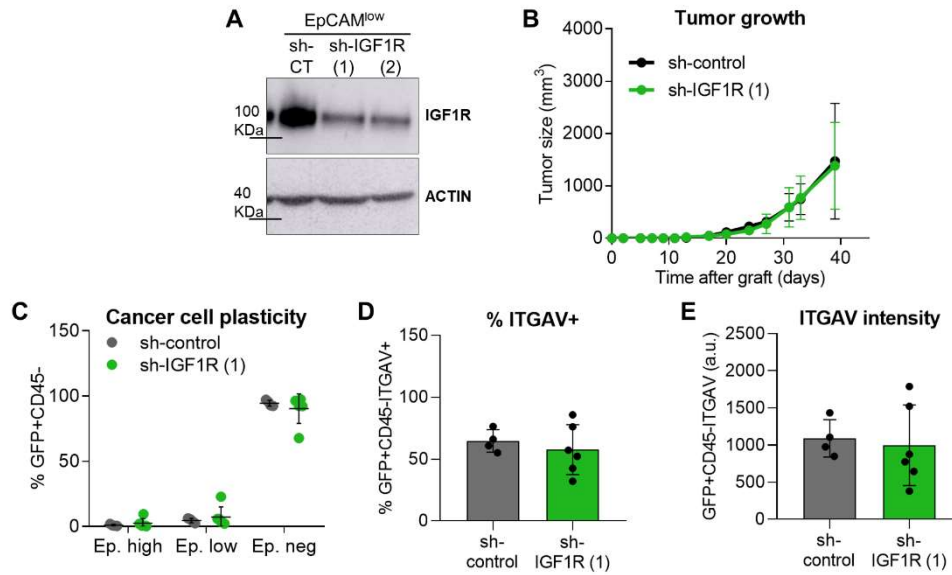 A
EpCAMlow
sh-
CT
sh-IGF1R
(1) (2)
100
KDa
IGF1R
40
KDa
ACTIN
B
Tumor growth
sh-control
sh-IGF1R (1)
Tumor size (mm3)
4000
3000
2000
1000
0
0 10 20 30 40
Time after graft (days)
C
Cancer cell plasticity
sh-control
sh-IGF1R (1)
% GFP+CD45-
150
100
50
0
Ep. high Ep. low Ep. neg
D
% ITGAV+
% GFP+CD45-ITGAV+
150
100
50
0
sh-
control
sh-
IGF1R (1)
E
ITGAV intensity
GFP+CD45-ITGAV (a.u.)
2500
2000
1500
1000
500
0
sh-
control
sh-
IGF1R (1)